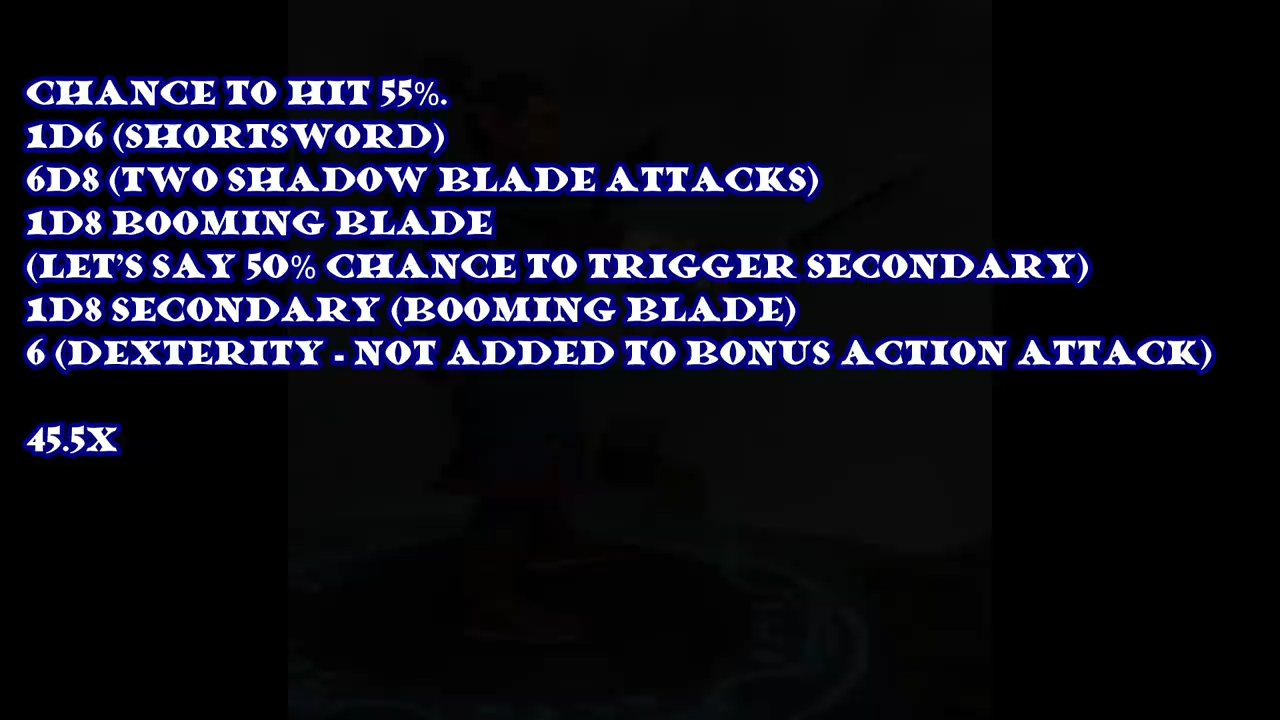 CHANCE TO HIT 55%.
1D6 (SHORTSWORD)
6D8 (TWO SHADOW BLADE ATTACKS)
1D8 BOOMING BLADE
(LET'S SAY 50% CHANCE TO TRIGGER SECONDARY)
1D8 SECONDARY (BOOMING BLADE)
6 (DEXTERITY - NOT ADDED TO BONUS ACTION ATTACK)
45.5X